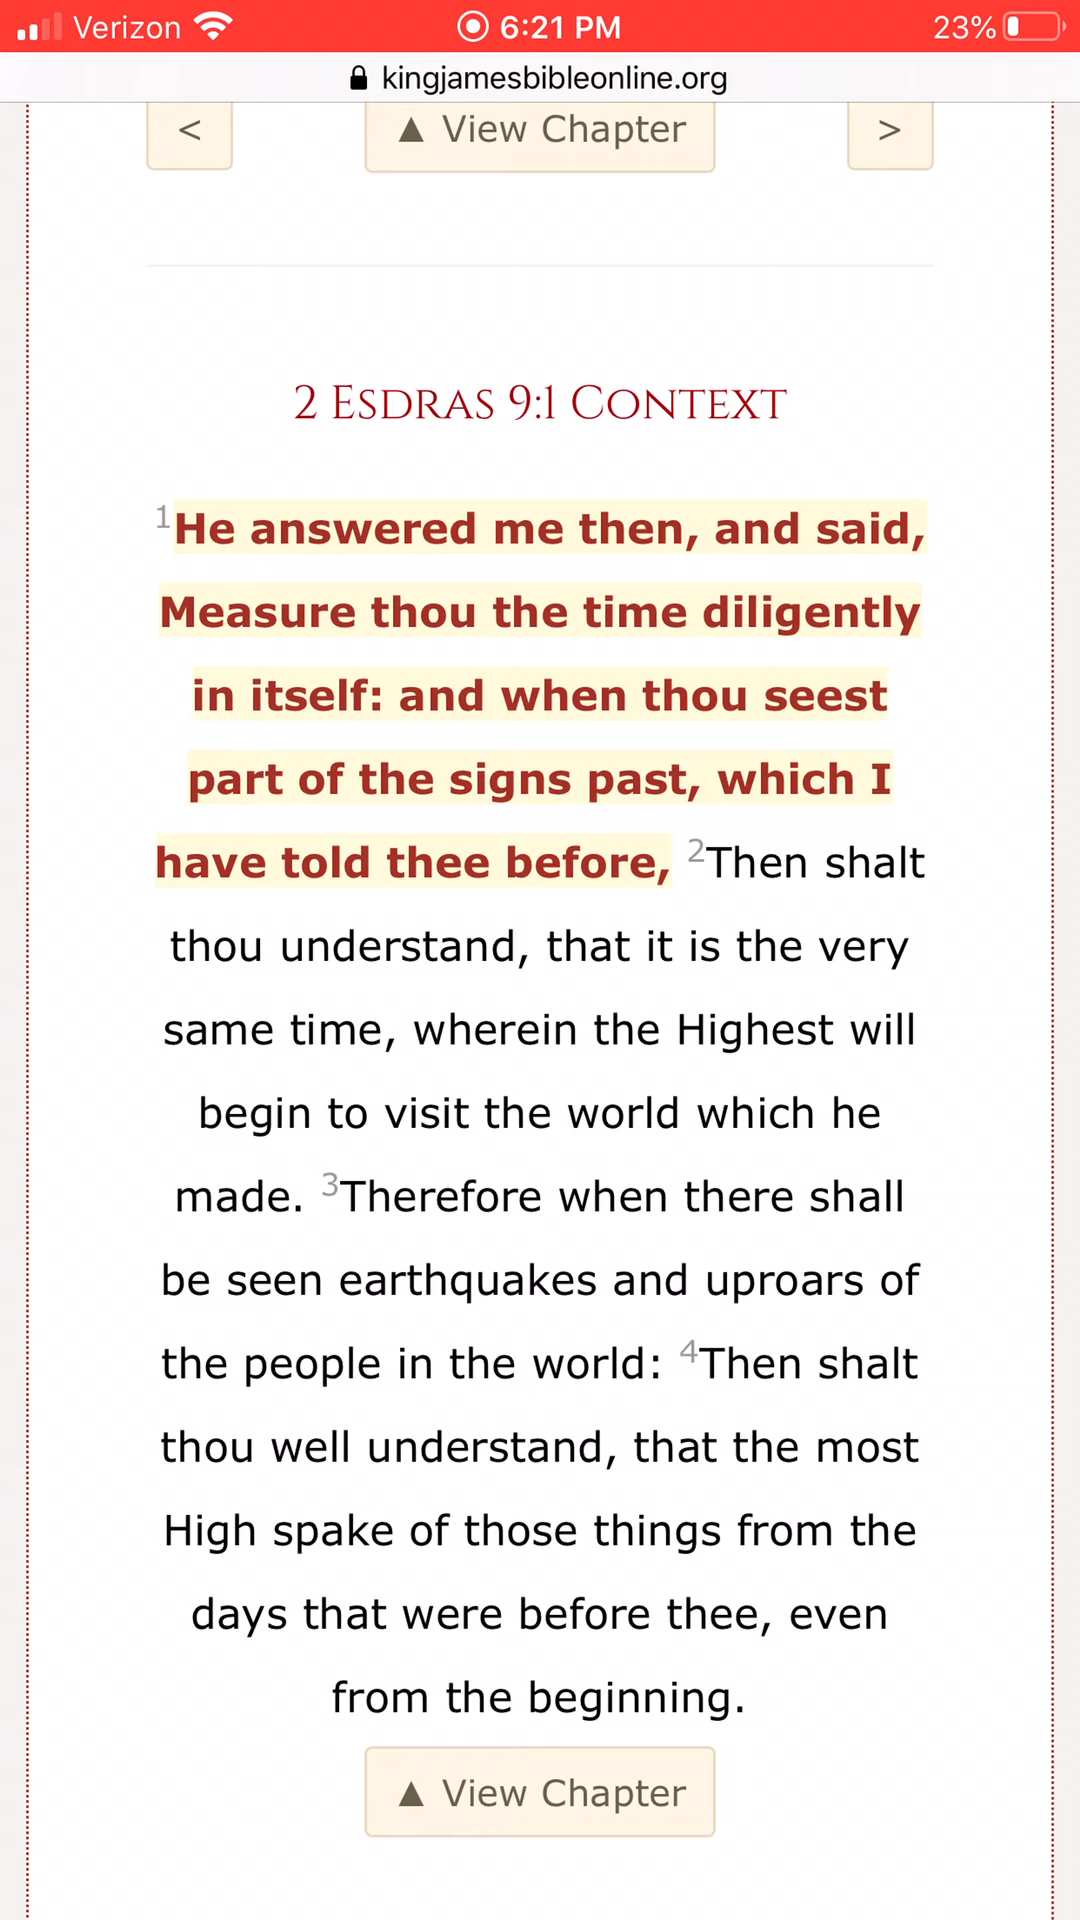 Verizon 6:21 PM 23%
kingjamesbibleonline.org
< ▲ View Chapter >
2 Esdras 9:1 Context
1He answered me then, and said,
Measure thou the time diligently
in itself: and when thou seest
part of the signs past, which I
have told thee before, 2Then shalt
thou understand, that it is the very
same time, wherein the Highest will
begin to visit the world which he
made. 3Therefore when there shall
be seen earthquakes and uproars of
the people in the world: 4Then shalt
thou well understand, that the most
High spake of those things from the
days that were before thee, even
from the beginning.
▲ View Chapter